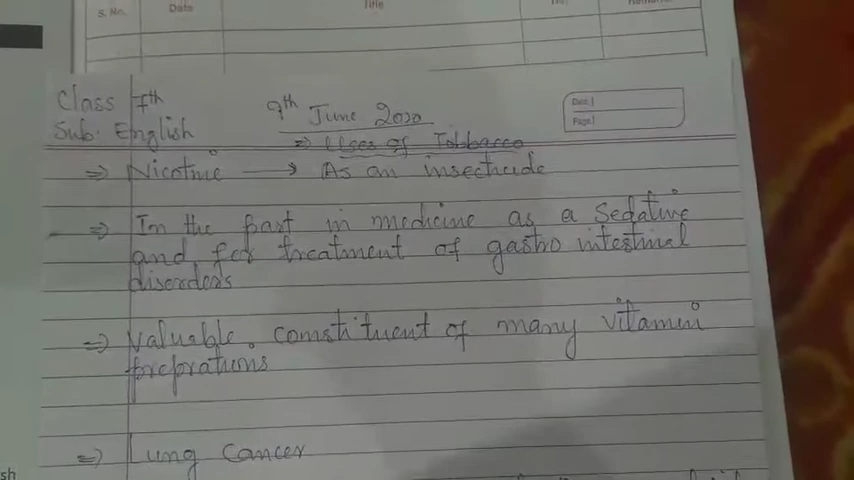 S. No. Date Title
Class 7th
9th June 2020
Date:
Page:
Sub: English
=> Uses of Tobbacco
=> Nicotine → As an insecticide
=> In the past in medicine as a Sedative
and for treatment of gastro intestinal
disorders
=> Valuable constituent of many vitamin
preprations
=> Lung Cancer
sh